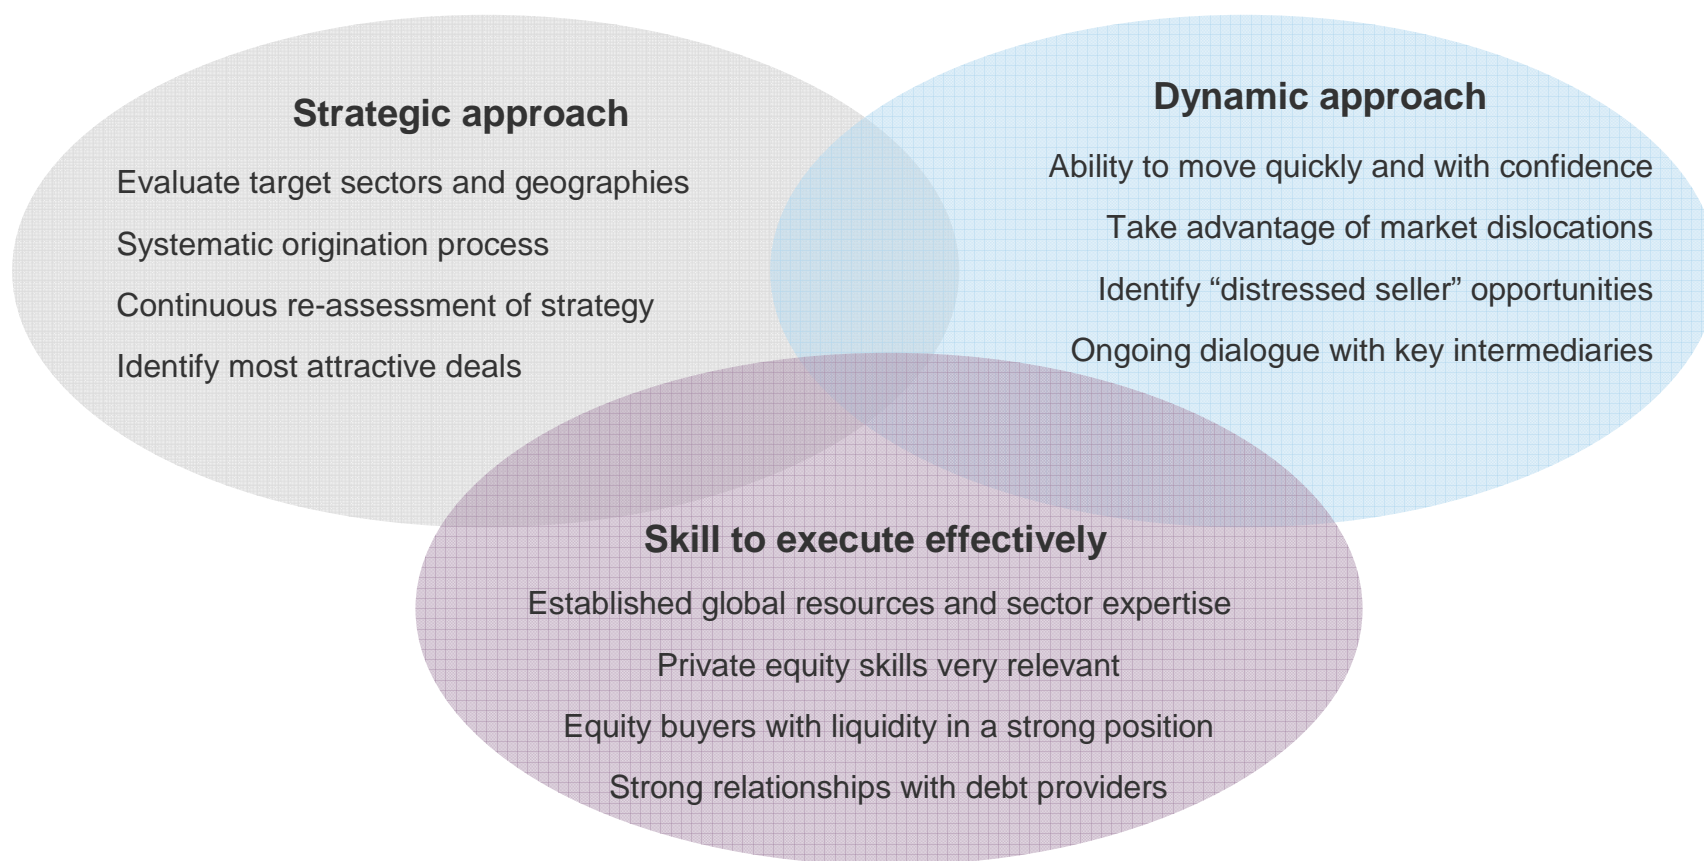 Strategic approach
Evaluate target sectors and geographies
Systematic origination process
Continuous re-assessment of strategy
Identify most attractive deals
Dynamic approach
Ability to move quickly and with confidence
Take advantage of market dislocations
Identify “distressed seller” opportunities
Ongoing dialogue with key intermediaries
Skill to execute effectively
Established global resources and sector expertise
Private equity skills very relevant
Equity buyers with liquidity in a strong position
Strong relationships with debt providers